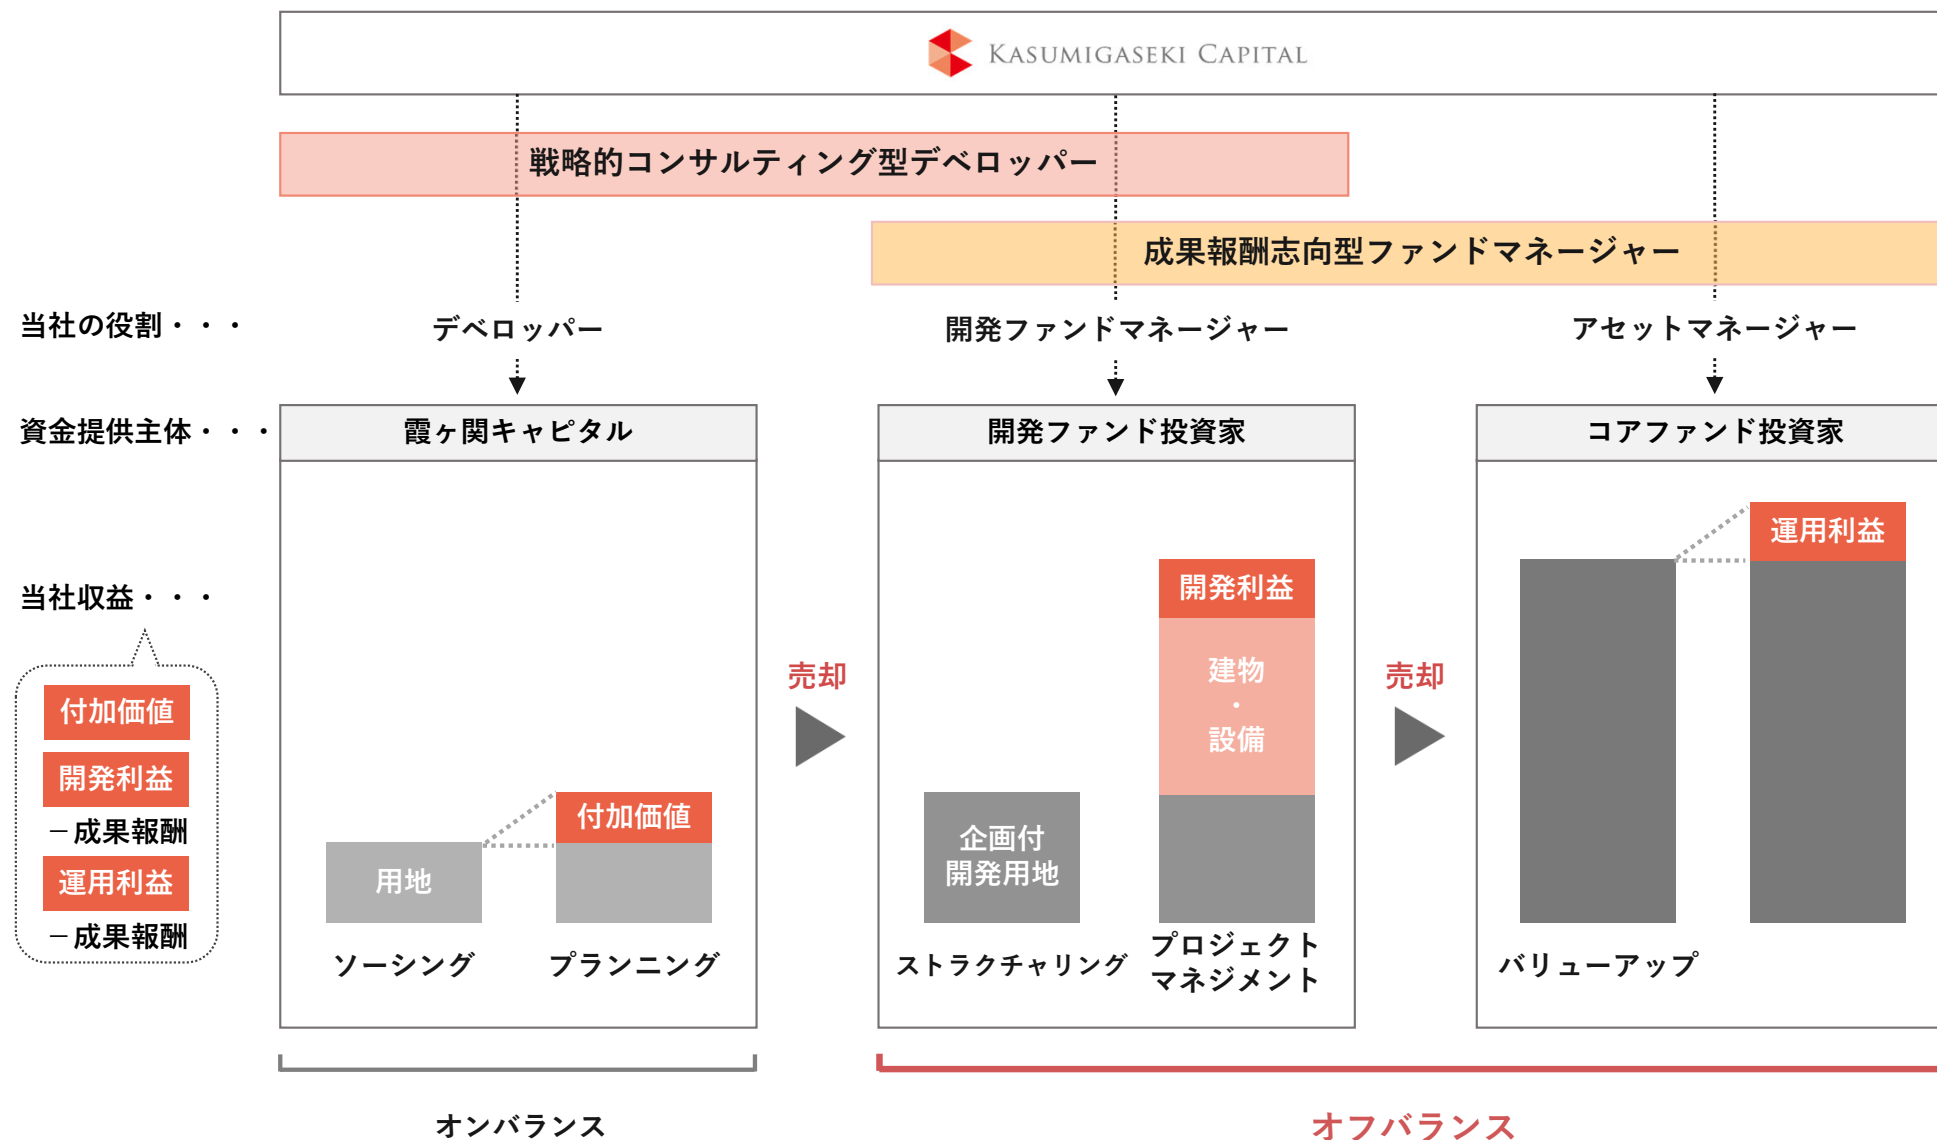 KASUMIGASEKI CAPITAL
戦略的コンサルティング型デベロッパー
成果報酬志向型ファンドマネージャー
当社の役割・・・
デベロッパー
開発ファンドマネージャー
アセットマネージャー
資金提供主体・・・
霞ヶ関キャピタル
開発ファンド投資家
コアファンド投資家
当社収益・・・
付加価値
開発利益
－成果報酬
運用利益
－成果報酬
用地
付加価値
ソーシング
プランニング
売却
企画付
開発用地
開発利益
建物
・
設備
ストラクチャリング
プロジェクト
マネジメント
売却
運用利益
バリューアップ
オンバランス
オフバランス